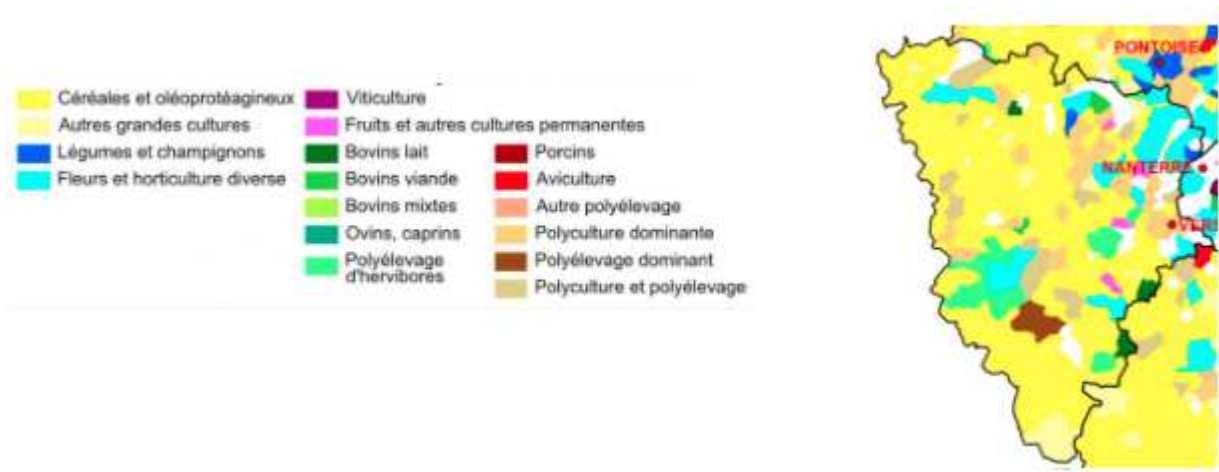 Céréales et oléoprotéagineux
Autres grandes cultures
Légumes et champignons
Fleurs et horticulture diverse
Viticulture
Fruits et autres cultures permanentes
Bovins lait
Bovins viande
Bovins mixtes
Ovins, caprins
Polyélevage
d'hervibores
Porcins
Aviculture
Autre polyélevage
Polyculture dominante
Polyélevage dominant
Polyculture et polyélevage
PONTOISE
NANTERRE
VER